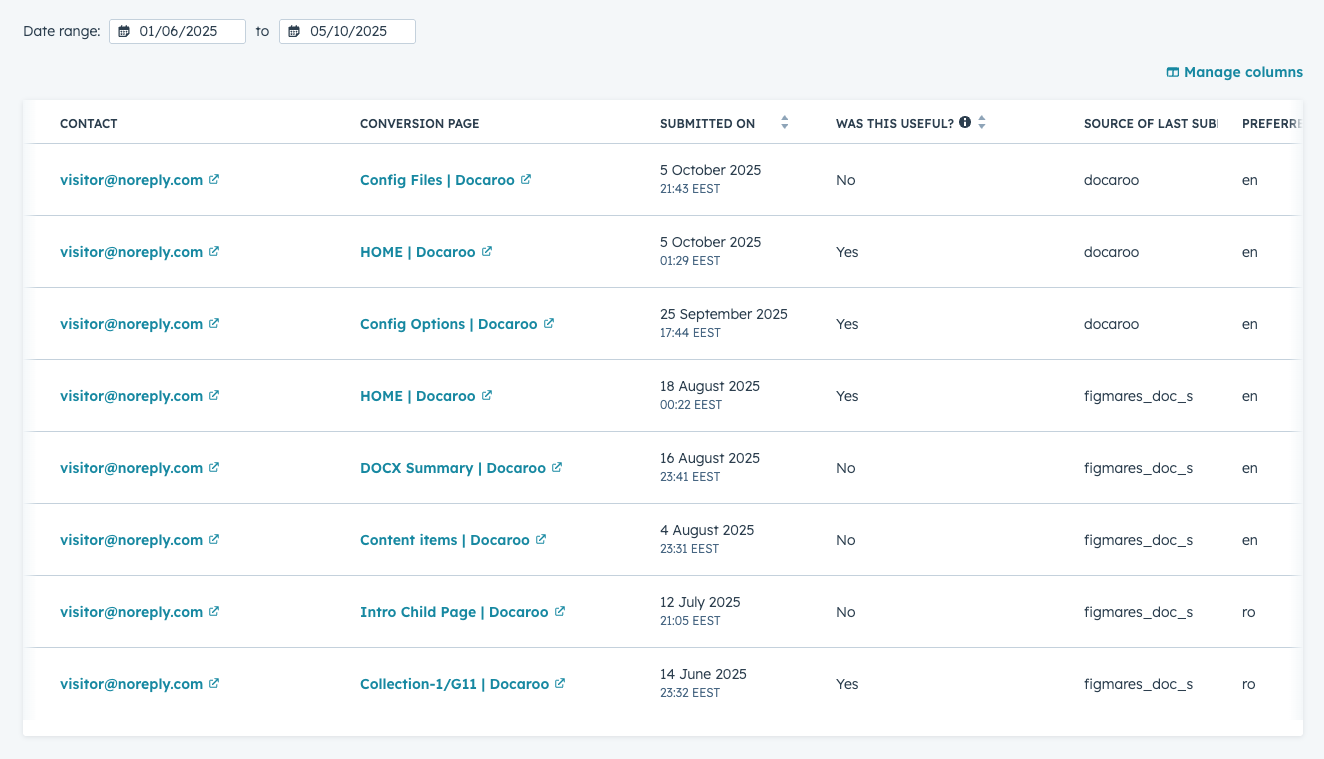 Date range: 01/06/2025 to 05/10/2025
Manage columns
CONTACT CONVERSION PAGE SUBMITTED ON WAS THIS USEFUL? SOURCE OF LAST SUB PREFERRE
visitor@noreply.com Config Files | Docaroo 5 October 2025 No docaroo en
21:43 EEST
visitor@noreply.com HOME | Docaroo 5 October 2025 Yes docaroo en
01:29 EEST
visitor@noreply.com Config Options | Docaroo 25 September 2025 Yes docaroo en
17:44 EEST
visitor@noreply.com HOME | Docaroo 18 August 2025 Yes figmares_doc_s en
00:22 EEST
visitor@noreply.com DOCX Summary | Docaroo 16 August 2025 No figmares_doc_s en
23:41 EEST
visitor@noreply.com Content items | Docaroo 4 August 2025 No figmares_doc_s en
23:31 EEST
visitor@noreply.com Intro Child Page | Docaroo 12 July 2025 No figmares_doc_s ro
21:05 EEST
visitor@noreply.com Collection-1/G11 | Docaroo 14 June 2025 Yes figmares_doc_s ro
23:32 EEST